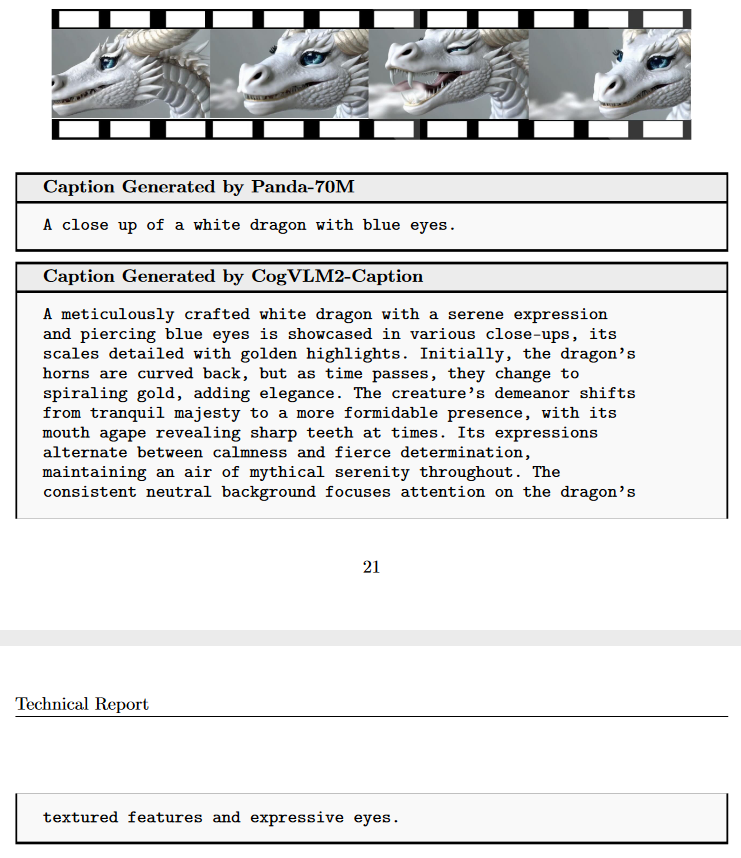 Caption Generated by Panda-70M
A close up of a white dragon with blue eyes.
Caption Generated by CogVLM2-Caption
A meticulously crafted white dragon with a serene expression
and piercing blue eyes is showcased in various close-ups, its
scales detailed with golden highlights. Initially, the dragon's
horns are curved back, but as time passes, they change to
spiraling gold, adding elegance. The creature's demeanor shifts
from tranquil majesty to a more formidable presence, with its
mouth agape revealing sharp teeth at times. Its expressions
alternate between calmness and fierce determination,
maintaining an air of mythical serenity throughout. The
consistent neutral background focuses attention on the dragon's
21
Technical Report
textured features and expressive eyes.